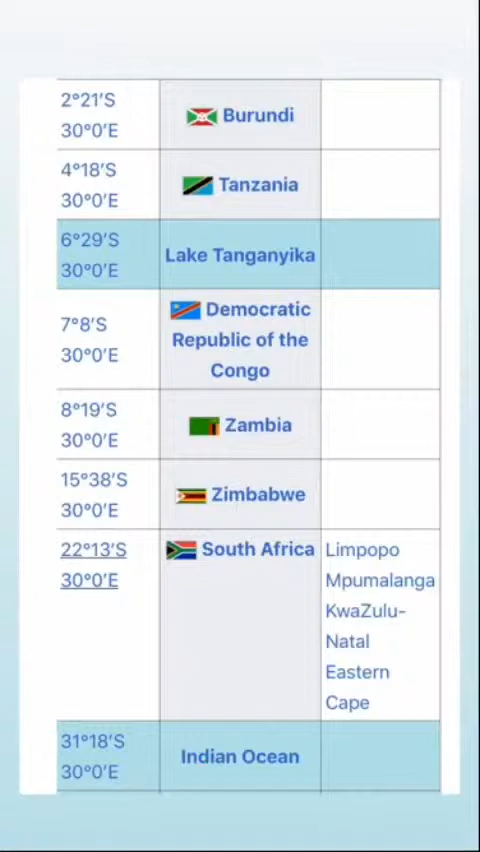 2°21′S
30°0′E
Burundi
4°18′S
30°0′E
Tanzania
6°29′S
30°0′E
Lake Tanganyika
7°8′S
30°0′E
Democratic
Republic of the
Congo
8°19′S
30°0′E
Zambia
15°38′S
30°0′E
Zimbabwe
22°13′S
30°0′E
South Africa
Limpopo
Mpumalanga
KwaZulu-
Natal
Eastern
Cape
31°18′S
30°0′E
Indian Ocean